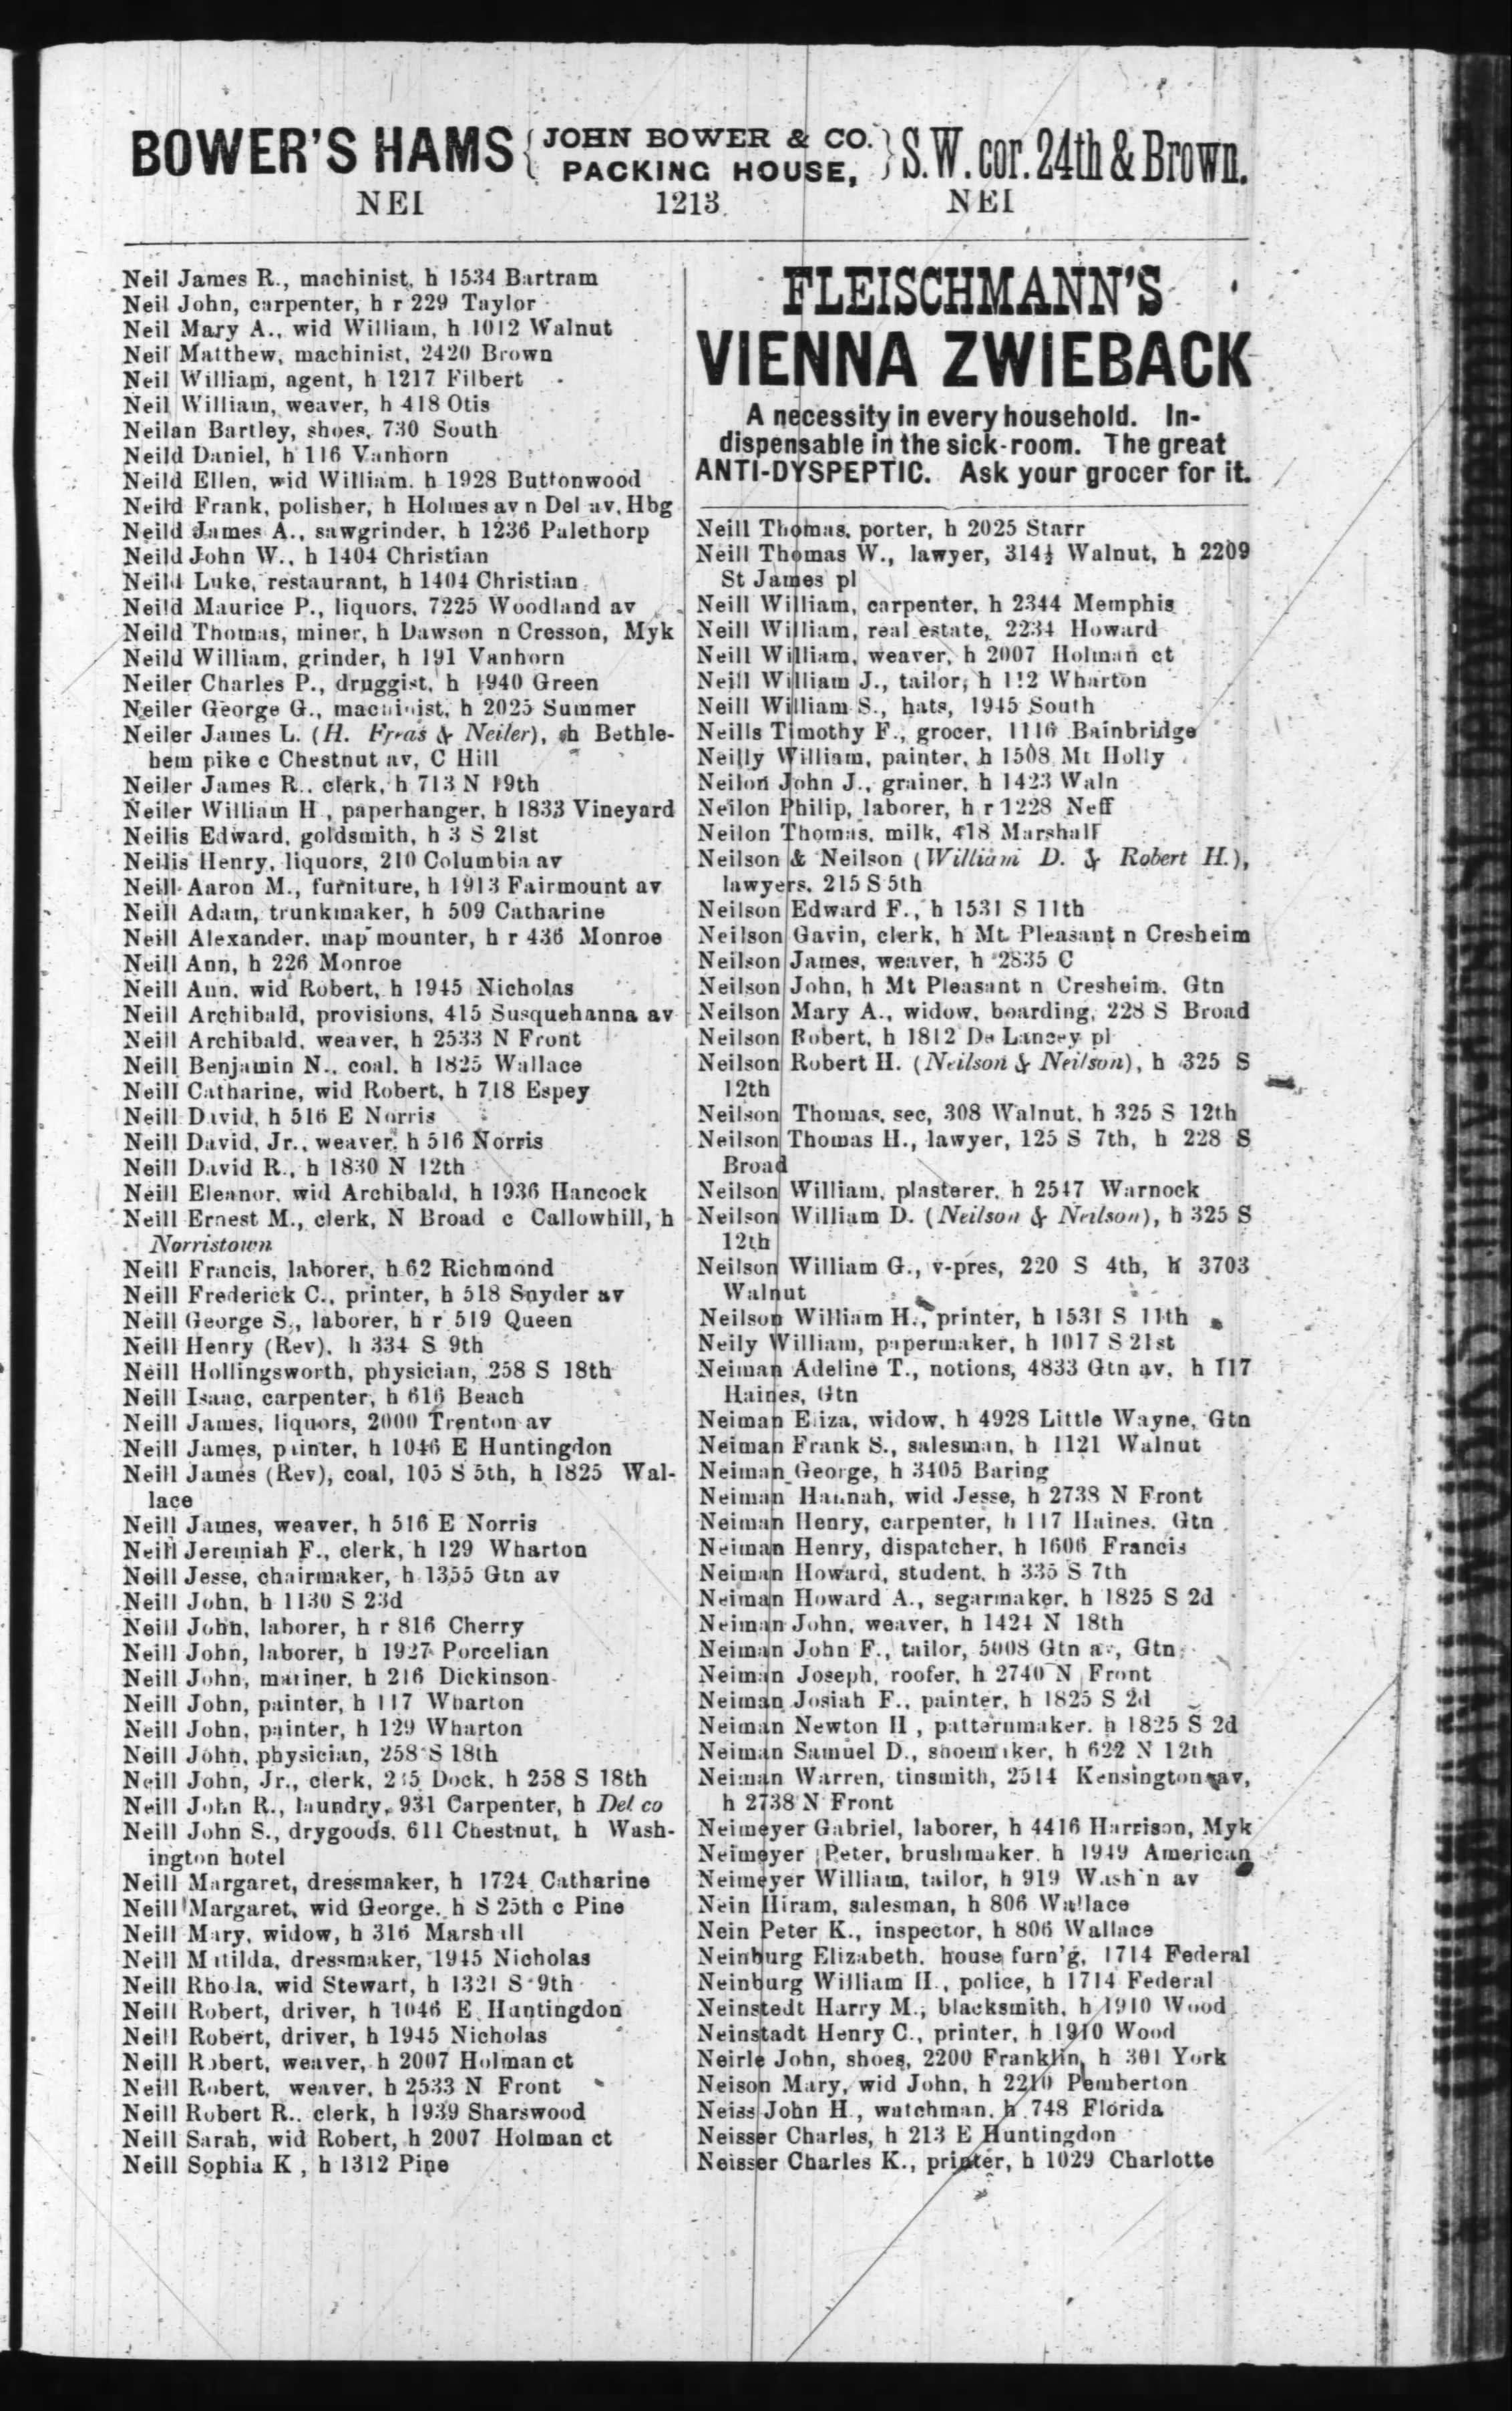 BOWER'S HAMS { JOHN BOWER & CO. PACKING HOUSE, } S.W. cor. 24th & Brown.
NEI 1213 NEI
Neil James R., machinist, h 1534 Bartram
Neil John, carpenter, h r 229 Taylor
Neil Mary A., wid William, h 1012 Walnut
Neil Matthew, machinist, 2420 Brown
Neil William, agent, h 1217 Filbert
Neil William, weaver, h 418 Otis
Neilan Bartley, shoes, 730 South
Neild Daniel, h 116 Vanhorn
Neild Ellen, wid William, h 1928 Buttonwood
Neild Frank, polisher, h Holmes av n Del av, Hbg
Neild James A., sawgrinder, h 1236 Palethorp
Neild John W., h 1404 Christian
Neild Luke, restaurant, h 1404 Christian
Neild Maurice P., liquors, 7225 Woodland av
Neild Thomas, miner, h Dawson n Cresson, Myk
Neild William, grinder, h 191 Vanhorn
Neiler Charles P., druggist, h 1940 Green
Neiler George G., machinist, h 2025 Summer
Neiler James L. (H. Freas & Neiler), h Bethle-
hem pike c Chestnut av, C Hill
Neiler James R., clerk, h 713 N 19th
Neiler William H , paperhanger, h 1833 Vineyard
Neilis Edward, goldsmith, h 3 S 21st
Neilis Henry, liquors, 210 Columbia av
Neill Aaron M., furniture, h 1913 Fairmount av
Neill Adam, trunkmaker, h 509 Catharine
Neill Alexander, map mounter, h r 436 Monroe
Neill Ann, h 226 Monroe
Neill Ann, wid Robert, h 1945 Nicholas
Neill Archibald, provisions, 415 Susquehanna av
Neill Archibald, weaver, h 2533 N Front
Neill Benjamin N., coal, h 1825 Wallace
Neill Catharine, wid Robert, h 718 Espey
Neill David, h 516 E Norris
Neill David, Jr., weaver, h 516 Norris
Neill David R., h 1830 N 12th
Neill Eleanor, wid Archibald, h 1936 Hancock
Neill Ernest M., clerk, N Broad c Callowhill, h
Norristown
Neill Francis, laborer, h 62 Richmond
Neill Frederick C., printer, h 518 Snyder av
Neill George S., laborer, h r 519 Queen
Neill Henry (Rev), h 334 S 9th
Neill Hollingsworth, physician, 258 S 18th
Neill Isaac, carpenter, h 616 Beach
Neill James, liquors, 2000 Trenton av
Neill James, painter, h 1046 E Huntingdon
Neill James (Rev), coal, 105 S 5th, h 1825 Wal-
lace
Neill James, weaver, h 516 E Norris
Neill Jeremiah F., clerk, h 129 Wharton
Neill Jesse, chairmaker, h 1355 Gtn av
Neill John, h 1130 S 23d
Neill John, laborer, h r 816 Cherry
Neill John, laborer, h 1927 Porcelian
Neill John, mariner, h 216 Dickinson
Neill John, painter, h 117 Wharton
Neill John, painter, h 129 Wharton
Neill John, physician, 258 S 18th
Neill John, Jr., clerk, Dock, h 258 S 18th
Neill John R., laundry, 931 Carpenter, h Del co
Neill John S., drygoods, 611 Chestnut, h Wash-
ington hotel
Neill Margaret, dressmaker, h 1724 Catharine
Neill Margaret, wid George, h S 25th c Pine
Neill Mary, widow, h 316 Marshall
Neill Matilda, dressmaker, 1945 Nicholas
Neill Rhoda, wid Stewart, h 1321 S 9th
Neill Robert, driver, h 1046 E Huntingdon
Neill Robert, driver, h 1945 Nicholas
Neill Robert, weaver, h 2007 Holman ct
Neill Robert, weaver, h 2533 N Front
Neill Robert R., clerk, h 1939 Sharswood
Neill Sarah, wid Robert, h 2007 Holman ct
Neill Sophia K , h 1312 Pine
FLEISCHMANN'S
VIENNA ZWIEBACK
A necessity in every household. In-
dispensable in the sick-room. The great
ANTI-DYSPEPTIC. Ask your grocer for it.
Neill Thomas, porter, h 2025 Starr
Neill Thomas W., lawyer, 314½ Walnut, h 2209
St James pl
Neill William, carpenter, h 2344 Memphis
Neill William, real estate, 2234 Howard
Neill William, weaver, h 2007 Holman ct
Neill William J., tailor, h 112 Wharton
Neill William S., hats, 1945 South
Neills Timothy F., grocer, 1116 Bainbridge
Neilly William, painter, h 1508 Mt Holly
Neilon John J., grainer, h 1423 Waln
Neilon Philip, laborer, h r 1228 Neff
Neilon Thomas, milk, 418 Marshall
Neilson & Neilson (William D. & Robert H.),
lawyers, 215 S 5th
Neilson Edward F., h 1531 S 11th
Neilson Gavin, clerk, h Mt Pleasant n Cresheim
Neilson James, weaver, h 2835 C
Neilson John, h Mt Pleasant n Cresheim, Gtn
Neilson Mary A., widow, boarding, 228 S Broad
Neilson Robert, h 1812 De Lancey pl
Neilson Robert H. (Neilson & Neilson), h 325 S
12th
Neilson Thomas, sec, 308 Walnut, h 325 S 12th
Neilson Thomas H., lawyer, 125 S 7th, h 228 S
Broad
Neilson William, plasterer, h 2547 Warnock
Neilson William D. (Neilson & Neilson), h 325 S
12th
Neilson William G., v-pres, 220 S 4th, h 3703
Walnut
Neilson William H., printer, h 1531 S 11th
Neily William, papermaker, h 1017 S 21st
Neiman Adeline T., notions, 4833 Gtn av, h 117
Haines, Gtn
Neiman Eliza, widow, h 4928 Little Wayne, Gtn
Neiman Frank S., salesman, h 1121 Walnut
Neiman George, h 3405 Baring
Neiman Hannah, wid Jesse, h 2738 N Front
Neiman Henry, carpenter, h 117 Haines, Gtn
Neiman Henry, dispatcher, h 1606 Francis
Neiman Howard, student, h 335 S 7th
Neiman Howard A., segarmaker, h 1825 S 2d
Neiman John, weaver, h 1424 N 18th
Neiman John F., tailor, 5008 Gtn av, Gtn
Neiman Joseph, roofer, h 2740 N Front
Neiman Josiah F., painter, h 1825 S 2d
Neiman Newton H , patternmaker, h 1825 S 2d
Neiman Samuel D., shoemaker, h 622 N 12th
Neiman Warren, tinsmith, 2514 Kensington av,
h 2738 N Front
Neimeyer Gabriel, laborer, h 4416 Harrison, Myk
Neimeyer Peter, brushmaker, h 1949 American
Neimeyer William, tailor, h 919 Wash'n av
Nein Hiram, salesman, h 806 Wallace
Nein Peter K., inspector, h 806 Wallace
Neinburg Elizabeth, house furn'g, 1714 Federal
Neinburg William H., police, h 1714 Federal
Neinstedt Harry M., blacksmith, h 1910 Wood
Neinstadt Henry C., printer, h 1910 Wood
Neirle John, shoes, 2200 Franklin, h 301 York
Neison Mary, wid John, h 2210 Pemberton
Neiss John H., watchman, h 748 Florida
Neisser Charles, h 213 E Huntingdon
Neisser Charles K., printer, h 1029 Charlotte